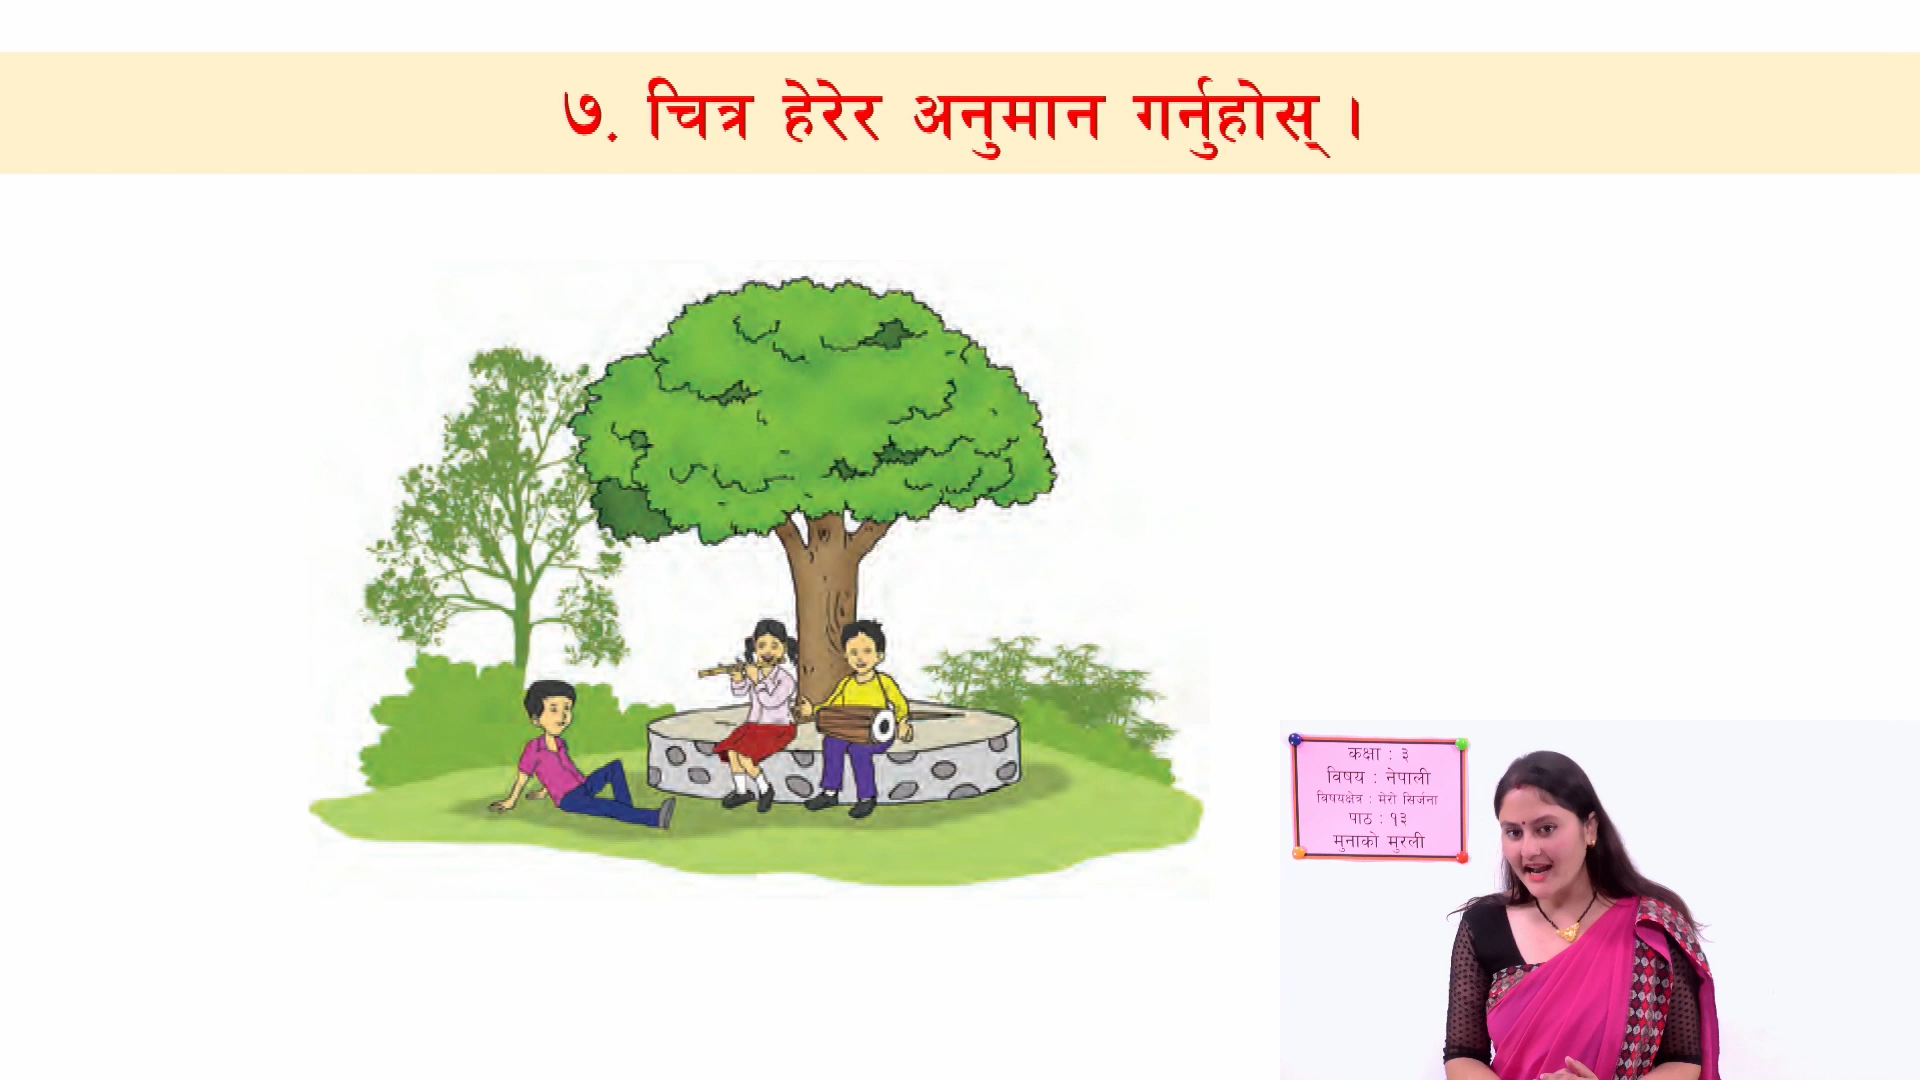 ७. चित्र हेरेर अनुमान गर्नुहोस् ।
कक्षा : ३
विषय : नेपाली
विषयक्षेत्र : मेरो सिर्जना
पाठ : १३
मुनाको मुरली